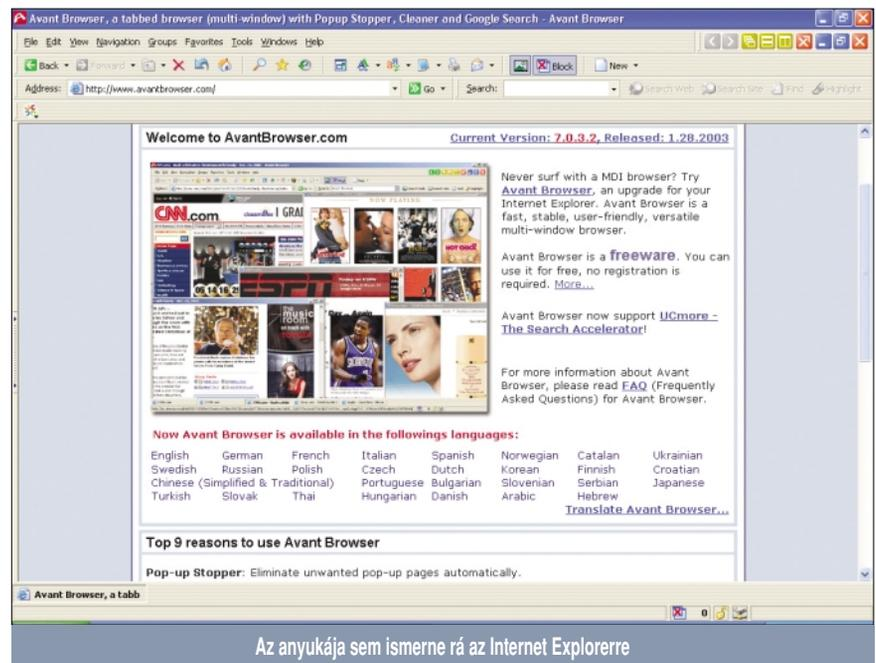 Avant Browser, a tabbed browser (multi-window) with Popup Stopper, Cleaner and Google Search - Avant Browser
File Edit View Navigation Groups Favorites Tools Windows Help
Back Forward Block New
Address: http://www.avantbrowser.com/ Go Search: Search Web Search Site Find Highlight
Welcome to AvantBrowser.com Current Version: 7.0.3.2, Released: 1.28.2003
NOW PLAYING
CNN.com
ESPN
the music room
Never surf with a MDI browser? Try
Avant Browser, an upgrade for your
Internet Explorer. Avant Browser is a
fast, stable, user-friendly, versatile
multi-window browser.
Avant Browser is a freeware. You can
use it for free, no registration is
required. More...
Avant Browser now support UCmore -
The Search Accelerator!
For more information about Avant
Browser, please read FAQ (Frequently
Asked Questions) for Avant Browser.
Now Avant Browser is available in the followings languages:
English German French Italian Spanish Norwegian Catalan Ukrainian
Swedish Russian Polish Czech Dutch Korean Finnish Croatian
Chinese (Simplified & Traditional) Portuguese Bulgarian Slovenian Serbian Japanese
Turkish Slovak Thai Hungarian Danish Arabic Hebrew
Translate Avant Browser...
Top 9 reasons to use Avant Browser
Pop-up Stopper: Eliminate unwanted pop-up pages automatically.
Avant Browser, a tabb
0
Az anyukája sem ismerne rá az Internet Explorerre